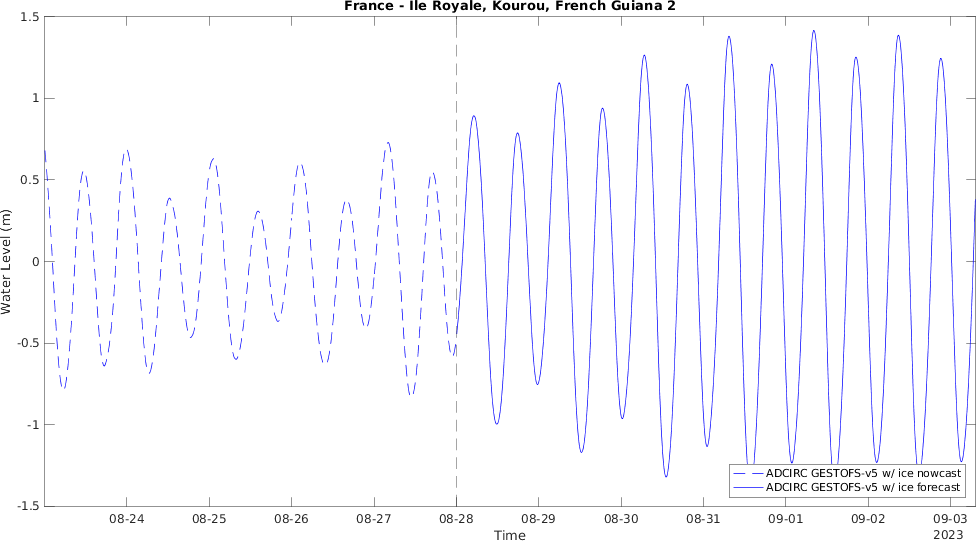 France - Ile Royale, Kourou, French Guiana 2
1.5
1
0.5
0
-0.5
-1
-1.5
Water Level (m)
ADCIRC GESTOFS-v5 w/ ice nowcast
ADCIRC GESTOFS-v5 w/ ice forecast
08-24 08-25 08-26 08-27 08-28 08-29 08-30 08-31 09-01 09-02 09-03
2023
Time